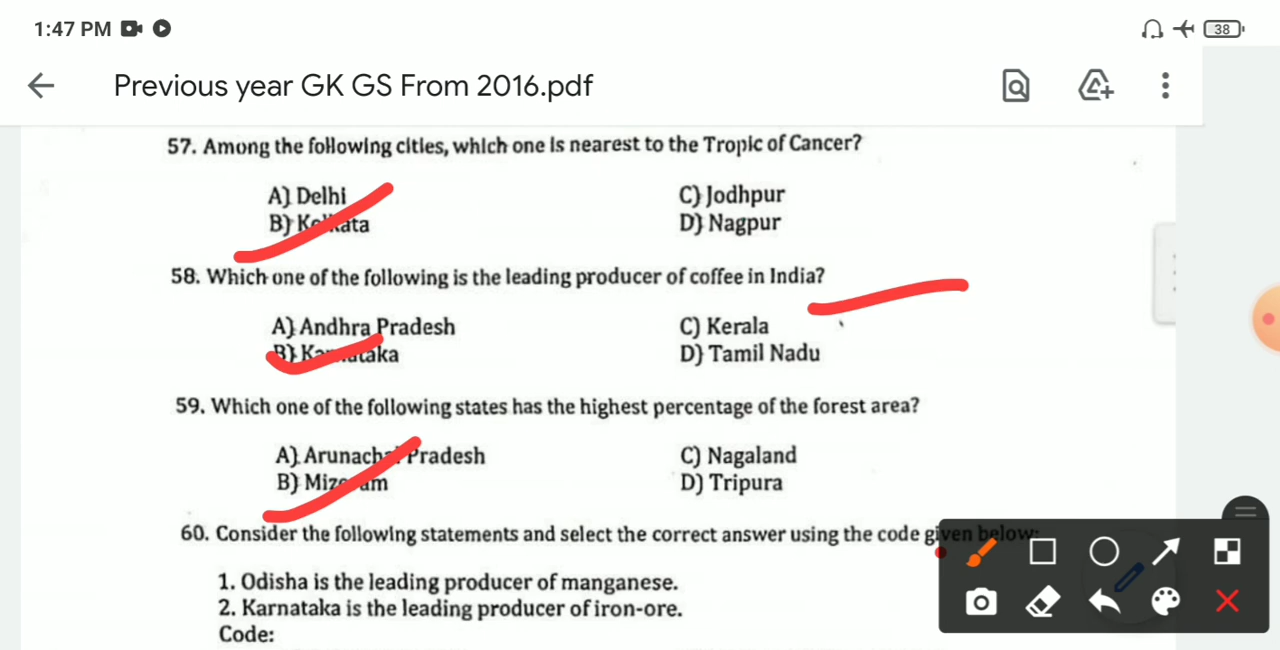 1:47 PM
38
Previous year GK GS From 2016.pdf
57. Among the following cities, which one is nearest to the Tropic of Cancer?
A) Delhi
C) Jodhpur
B) Kolkata
D) Nagpur
58. Which one of the following is the leading producer of coffee in India?
A) Andhra Pradesh
C) Kerala
B) Karnataka
D) Tamil Nadu
59. Which one of the following states has the highest percentage of the forest area?
A) Arunachal Pradesh
C) Nagaland
B) Mizoram
D) Tripura
60. Consider the following statements and select the correct answer using the code given below:
1. Odisha is the leading producer of manganese.
2. Karnataka is the leading producer of iron-ore.
Code: